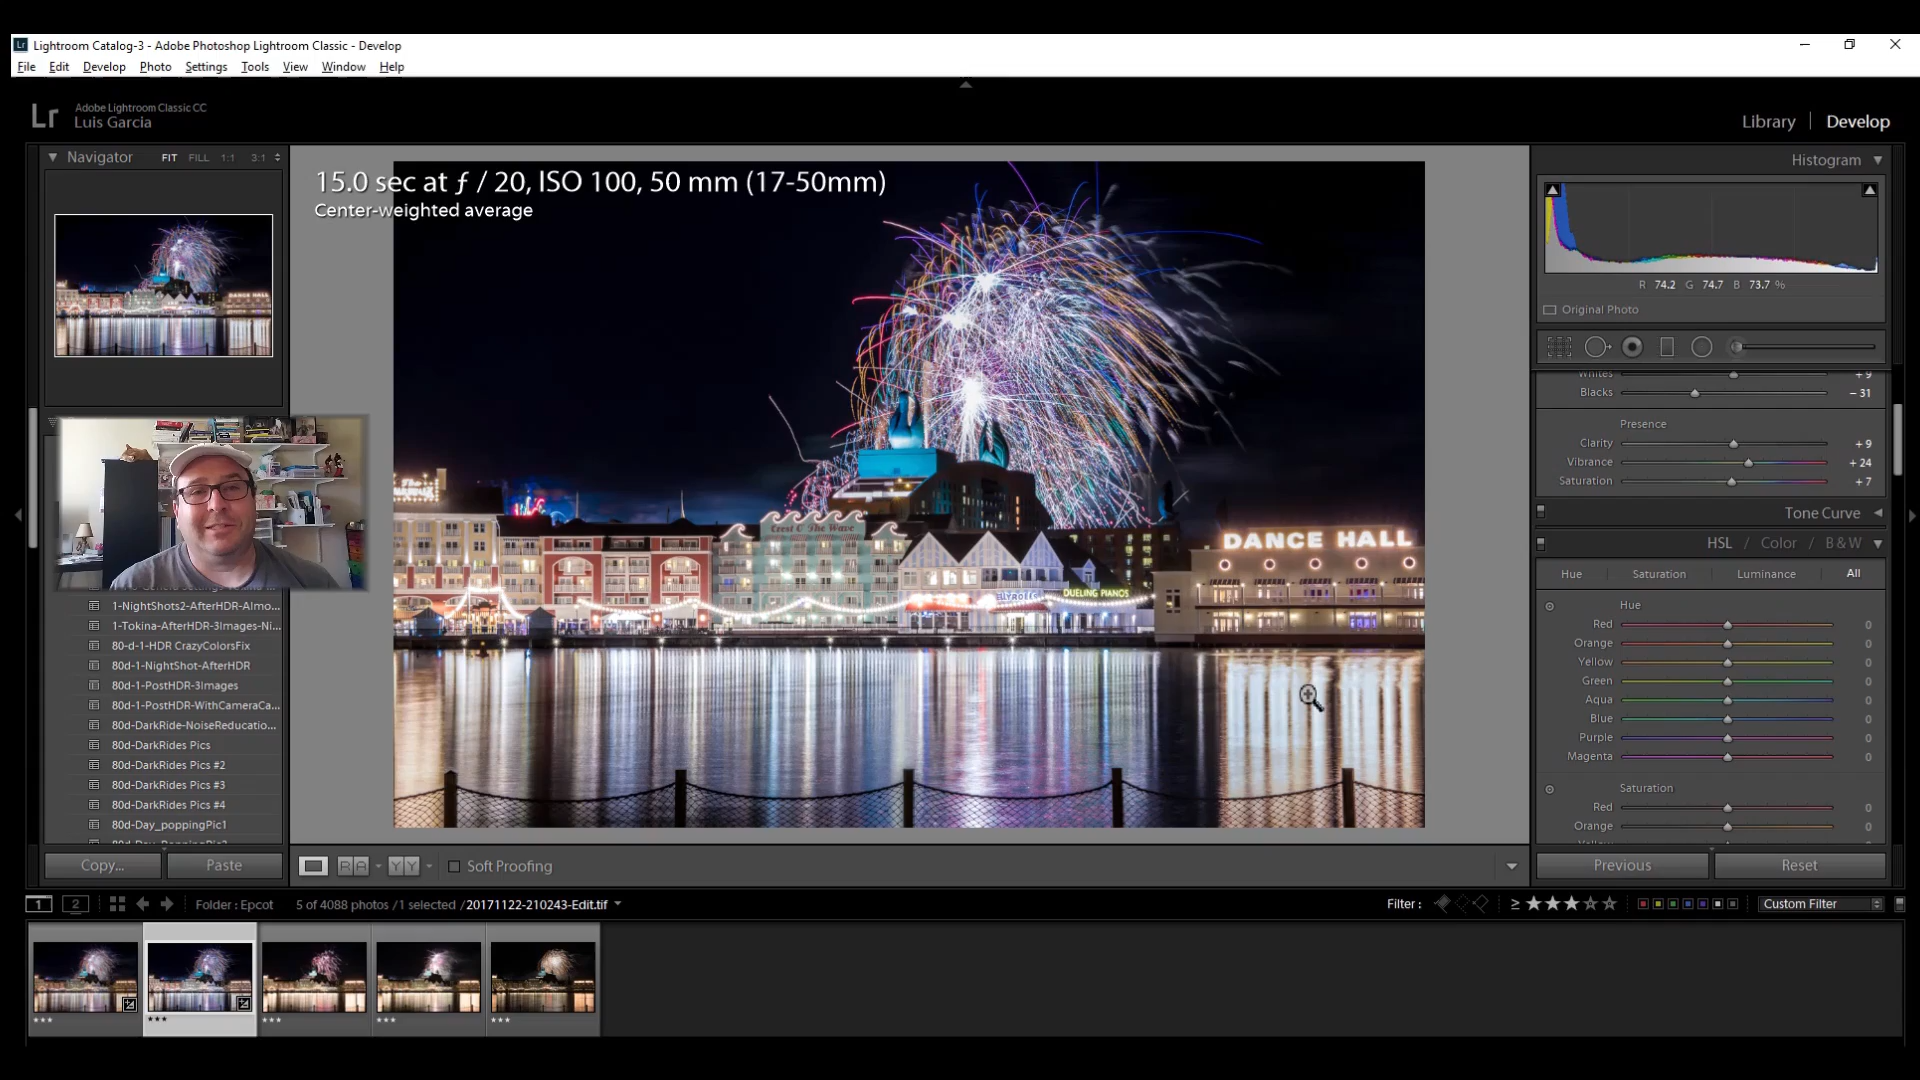 Lightroom Catalog-3 - Adobe Photoshop Lightroom Classic - Develop
File Edit Develop Photo Settings Tools View Window Help
Lr
Adobe Lightroom Classic CC
Luis Garcia
Library | Develop
Navigator FIT FILL 1:1 3:1
15.0 sec at ƒ / 20, ISO 100, 50 mm (17-50mm)
Center-weighted average
Crest O' The Wave
DANCE HALL
DUELING PIANOS
1-NightShots2-AfterHDR-Almo...
1-Tokina-AfterHDR-3Images-Ni...
80-d-1-HDR CrazyColorsFix
80d-1-NightShot-AfterHDR
80d-1-PostHDR-3Images
80d-1-PostHDR-WithCameraCa...
80d-DarkRide-NoiseReducatio...
80d-DarkRides Pics
80d-DarkRides Pics #2
80d-DarkRides Pics #3
80d-DarkRides Pics #4
80d-Day_poppingPic1
Copy... Paste
RA YY Soft Proofing
Histogram
R 74.2 G 74.7 B 73.7 %
Original Photo
Whites + 9
Blacks - 31
Presence
Clarity + 9
Vibrance + 24
Saturation + 7
Tone Curve
HSL / Color / B & W
Hue Saturation Luminance All
Hue
Red 0
Orange 0
Yellow 0
Green 0
Aqua 0
Blue 0
Purple 0
Magenta 0
Saturation
Red 0
Orange 0
Previous Reset
1 2 Folder : Epcot 5 of 4088 photos / 1 selected / 20171122-210243-Edit.tif Filter : ≥ ★★★☆☆ Custom Filter